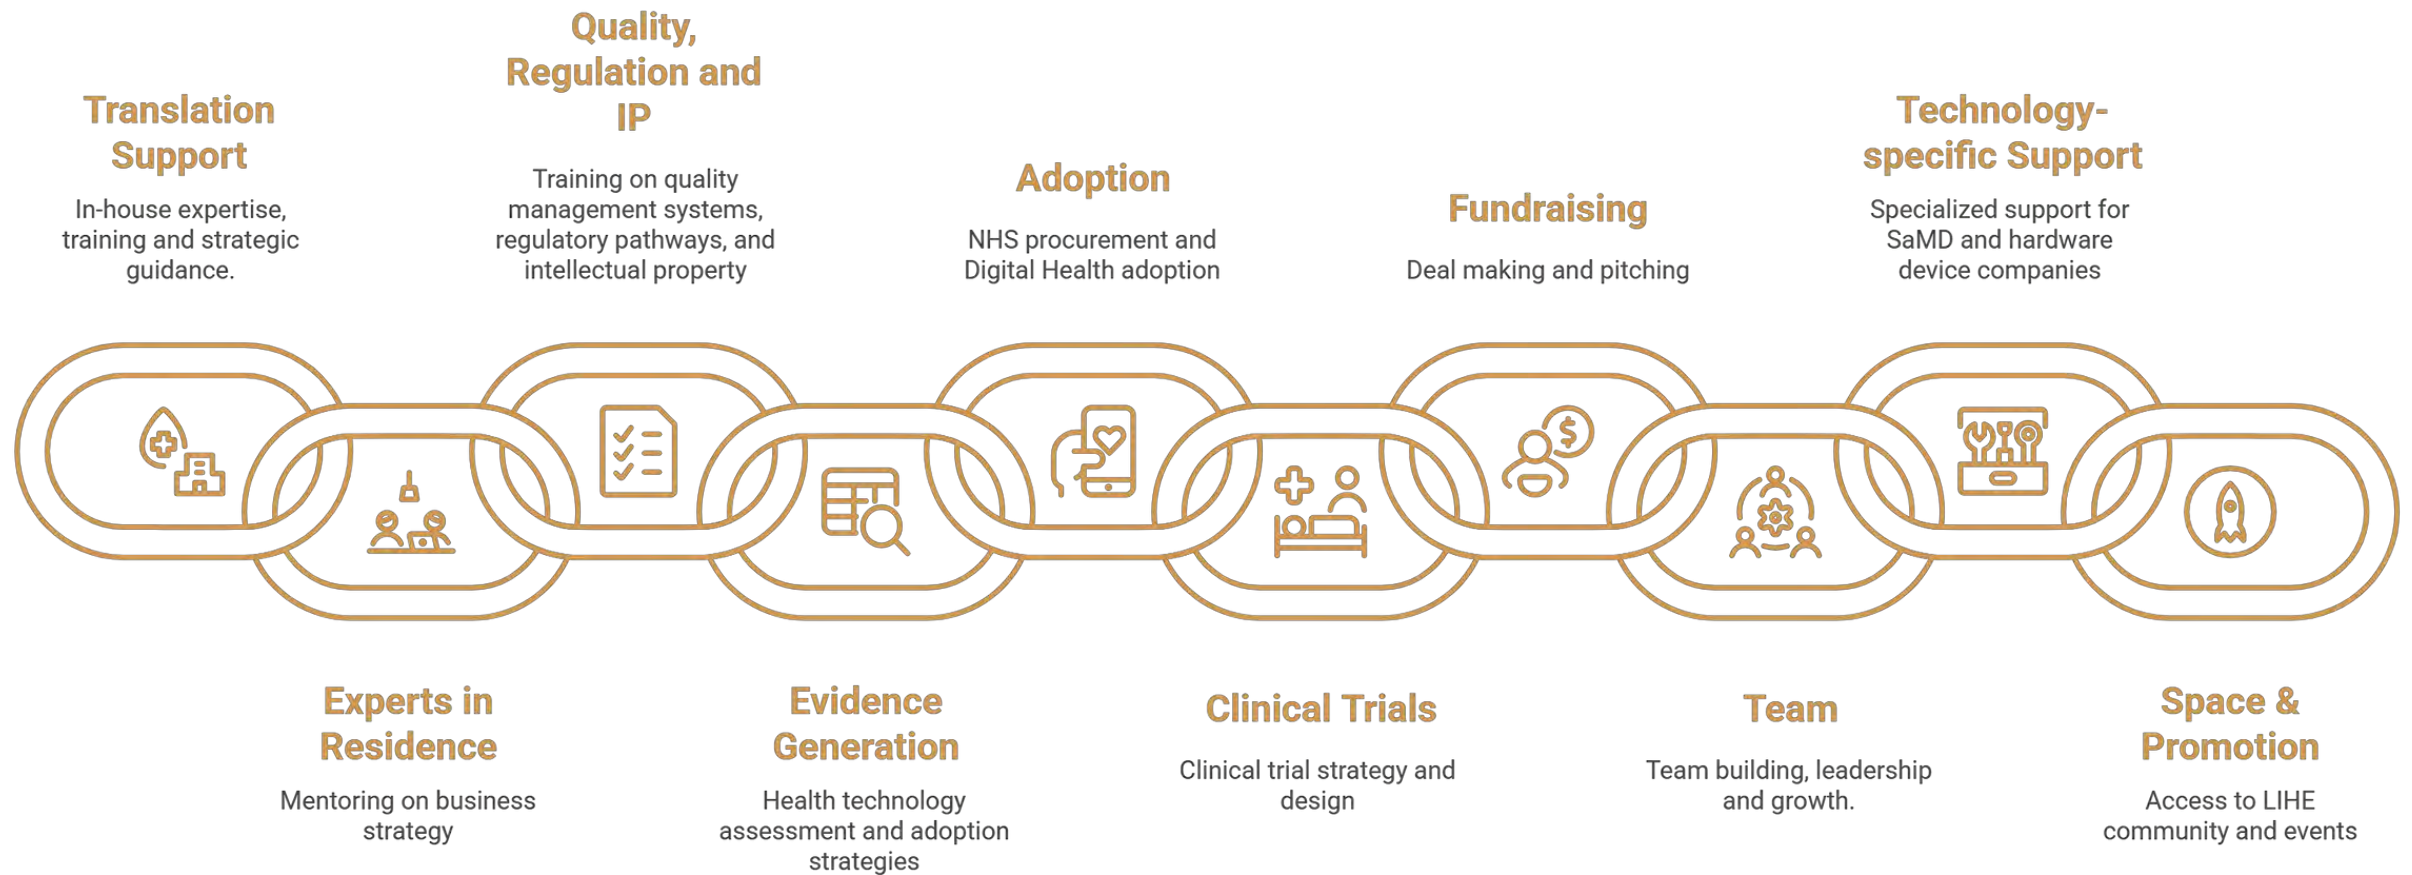 Translation
Support
In-house expertise,
training and strategic
guidance.
Experts in
Residence
Mentoring on business
strategy
Quality,
Regulation and
IP
Training on quality
management systems,
regulatory pathways, and
intellectual property
Evidence
Generation
Health technology
assessment and adoption
strategies
Adoption
NHS procurement and
Digital Health adoption
Clinical Trials
Clinical trial strategy and
design
Fundraising
Deal making and pitching
$
Team
Team building, leadership
and growth.
Technology-
specific Support
Specialized support for
SaMD and hardware
device companies
Space &
Promotion
Access to LIHE
community and events